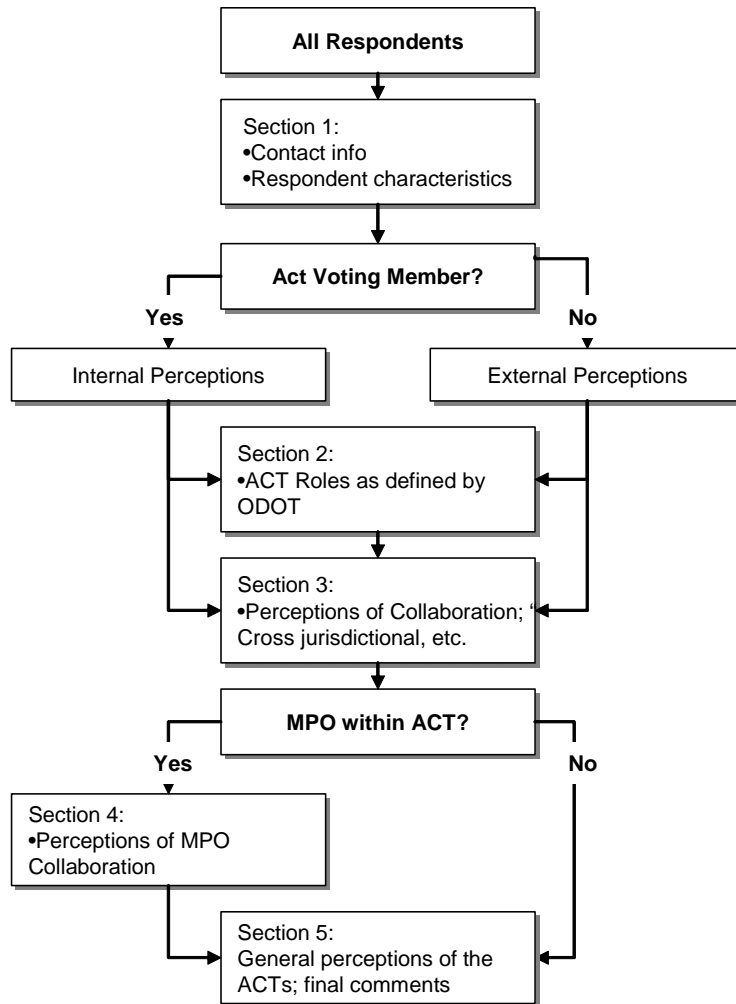 All Respondents
Section 1:
•Contact info
•Respondent characteristics
Act Voting Member?
Yes
No
Internal Perceptions
External Perceptions
Section 2:
•ACT Roles as defined by
ODOT
Section 3:
•Perceptions of Collaboration; ‘
Cross jurisdictional, etc.
MPO within ACT?
Yes
No
Section 4:
•Perceptions of MPO
Collaboration
Section 5:
General perceptions of the
ACTs; final comments